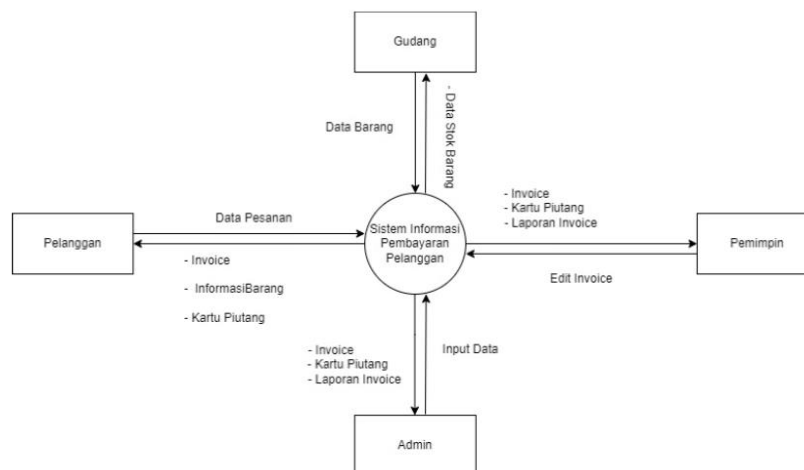 Gudang
Data Barang
- Data Stok Barang
- Invoice
- Kartu Piutang
- Laporan Invoice
Pelanggan
Data Pesanan
Sistem Informasi
Pembayaran
Pelanggan
Pemimpin
- Invoice
- InformasiBarang
- Kartu Piutang
Edit Invoice
- Invoice
- Kartu Piutang
- Laporan Invoice
Input Data
Admin